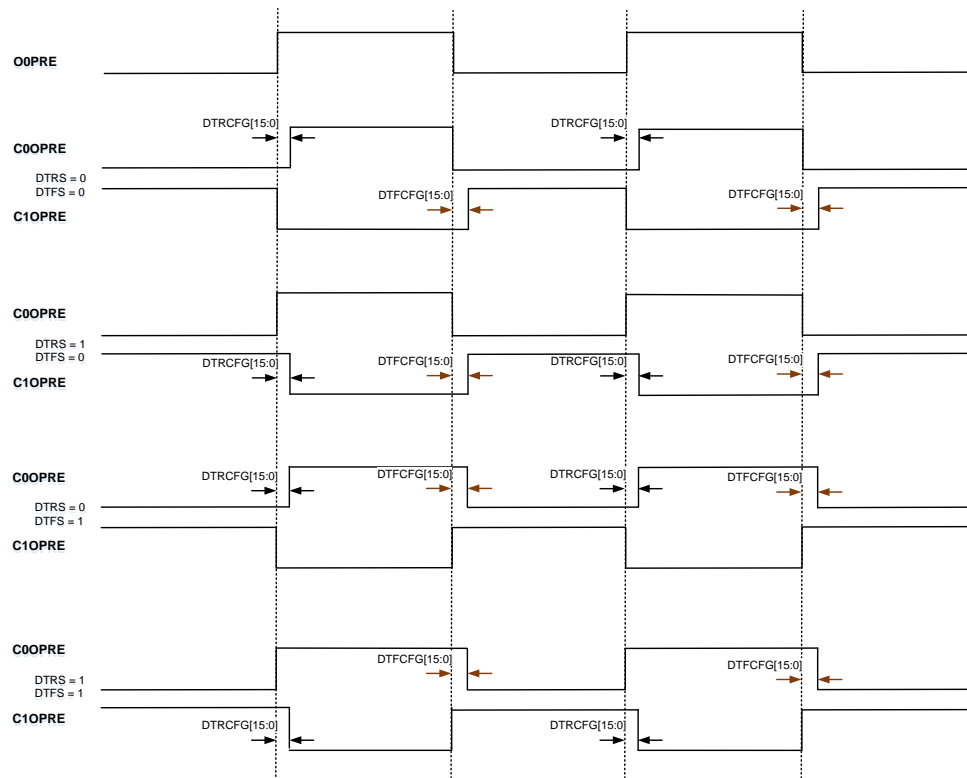 O0PRE
DTRCFG[15:0]
DTRCFG[15:0]
C0OPRE
DTRS = 0
DTFS = 0
DTFCFG[15:0]
DTFCFG[15:0]
C1OPRE
C0OPRE
DTRS = 1
DTFS = 0
DTRCFG[15:0]
DTFCFG[15:0]
DTRCFG[15:0]
DTFCFG[15:0]
C1OPRE
C0OPRE
DTRCFG[15:0]
DTFCFG[15:0]
DTRCFG[15:0]
DTFCFG[15:0]
DTRS = 0
DTFS = 1
C1OPRE
C0OPRE
DTFCFG[15:0]
DTFCFG[15:0]
DTRS = 1
DTFS = 1
C1OPRE
DTRCFG[15:0]
DTRCFG[15:0]